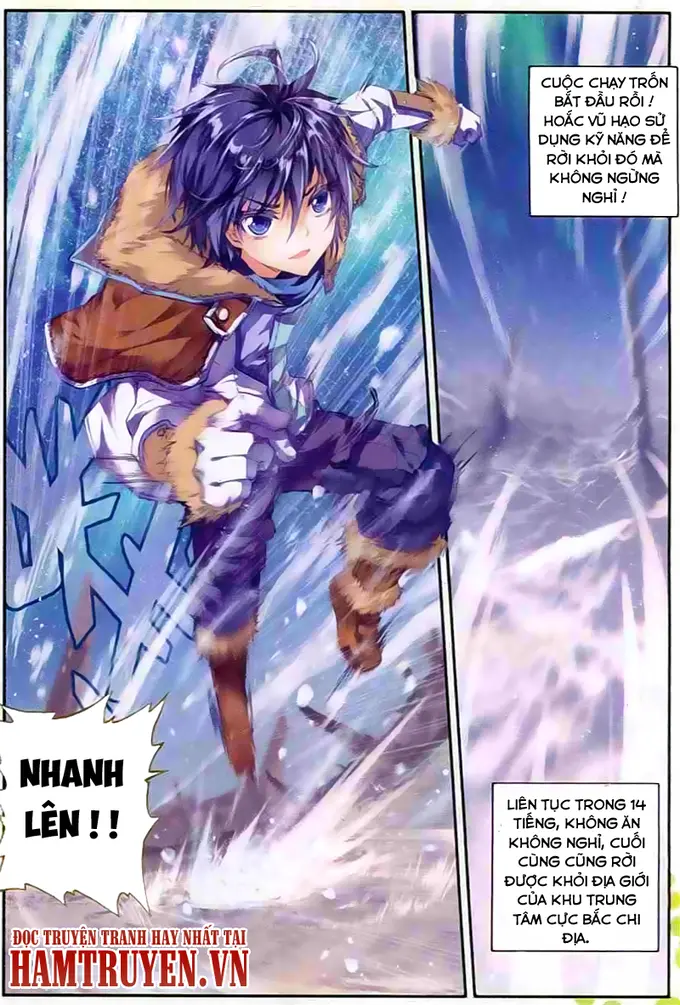 CUỘC CHẠY TRỐN
BẮT ĐẦU RỒI !
HOẮC VŨ HẠO SỬ
DỤNG KỸ NĂNG ĐỂ
RỜI KHỎI ĐÓ MÀ
KHÔNG NGỪNG
NGHỈ !
NHANH
LÊN ! !
LIÊN TỤC TRONG 14
TIẾNG, KHÔNG ĂN
KHÔNG NGHỈ, CUỐI
CÙNG CŨNG RỜI
ĐƯỢC KHỎI ĐỊA GIỚI
CỦA KHU TRUNG
TÂM CỰC BẮC CHI
ĐỊA.
ĐỌC TRUYỆN TRANH HAY NHẤT TẠI
HAMTRUYEN.VN